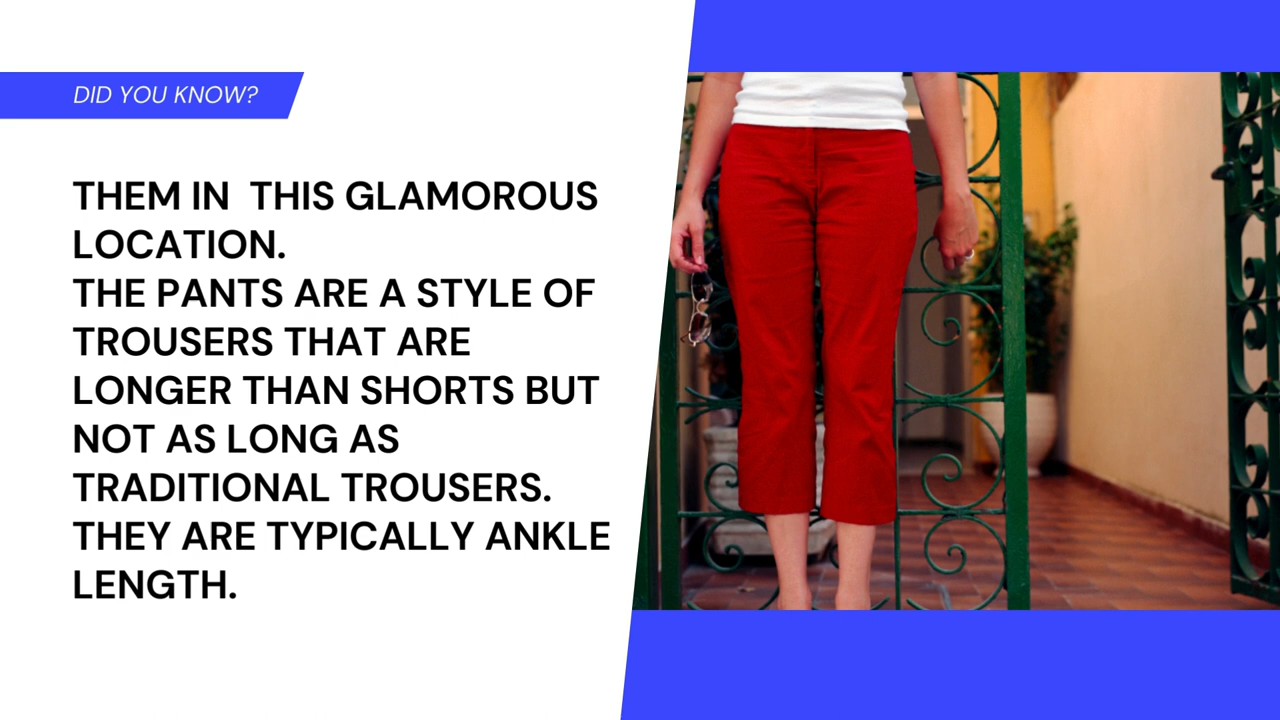 DID YOU KNOW?
THEM IN  THIS GLAMOROUS
LOCATION.
THE PANTS ARE A STYLE OF
TROUSERS THAT ARE
LONGER THAN SHORTS BUT
NOT AS LONG AS
TRADITIONAL TROUSERS.
THEY ARE TYPICALLY ANKLE
LENGTH.